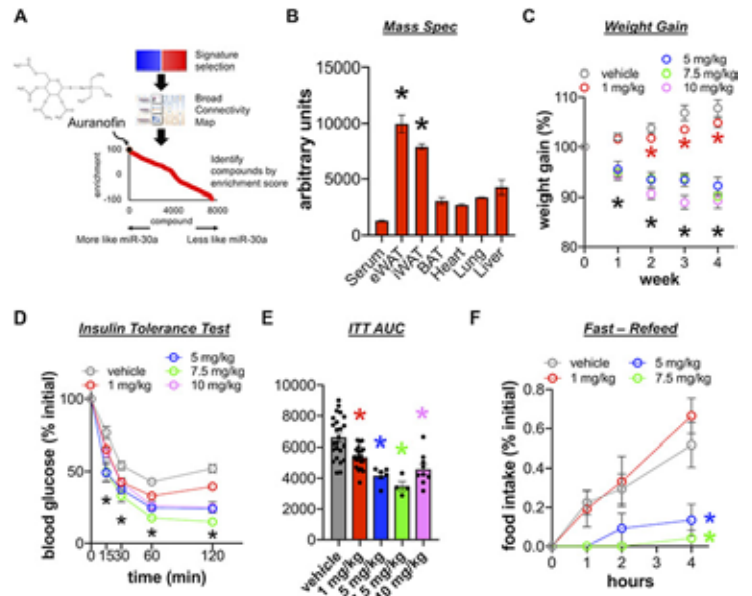 A
Signature
selection
Broad
Connectivity
Map
Auranofin
100
enrichment
-100
0
4000
8000
compound
Identify
compounds by
enrichment score
More like miR-30a
Less like miR-30a
B
Mass Spec
arbitrary units
15000
10000
5000
0
Serum
eWAT
iWAT
BAT
Heart
Lung
Liver
*
*
C
Weight Gain
vehicle
1 mg/kg
5 mg/kg
7.5 mg/kg
10 mg/kg
weight gain (%)
110
100
90
80
0 1 2 3 4
week
* * *
* * * *
D
Insulin Tolerance Test
vehicle
1 mg/kg
5 mg/kg
7.5 mg/kg
10 mg/kg
blood glucose (% initial)
100
50
0
0 15 30 60 120
time (min)
* * * *
E
ITT AUC
10000
8000
6000
4000
2000
0
* * * *
vehicle
1 mg/kg
5 mg/kg
7.5 mg/kg
10 mg/kg
F
Fast – Refeed
vehicle
1 mg/kg
5 mg/kg
7.5 mg/kg
food intake (% initial)
0.8
0.6
0.4
0.2
0.0
0 1 2 3 4
hours
*
*